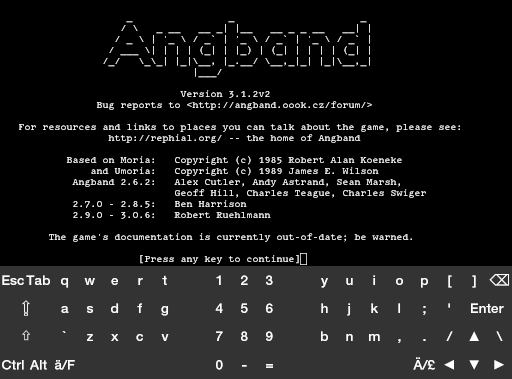 Angband
Version 3.1.2v2
Bug reports to <http://angband.oook.cz/forum/>
For resources and links to places you can talk about the game, please see:
http://rephial.org/ -- the home of Angband
Based on Moria: Copyright (c) 1985 Robert Alan Koeneke
and Umoria: Copyright (c) 1989 James E. Wilson
Angband 2.6.2: Alex Cutler, Andy Astrand, Sean Marsh,
Geoff Hill, Charles Teague, Charles Swiger
2.7.0 - 2.8.5: Ben Harrison
2.9.0 - 3.0.6: Robert Ruehlmann
The game's documentation is currently out-of-date; be warned.
[Press any key to continue]
Esc Tab q w e r t 1 2 3 y u i o p [ ] ⌫
⇧ a s d f g 4 5 6 h j k l ; ' Enter
⇧ ` z x c v 7 8 9 b n m , . / ▲ \
Ctrl Alt ä/F 0 - = Ä/£ ◀ ▼ ▶